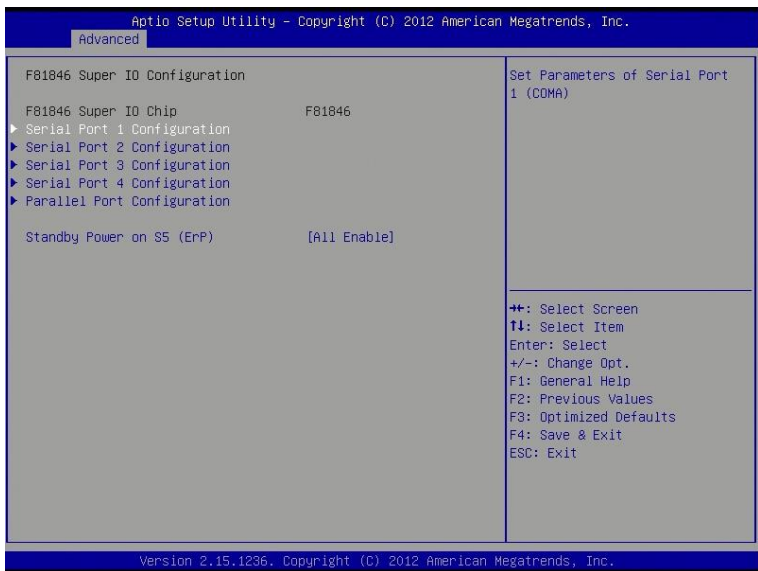 Aptio Setup Utility – Copyright (C) 2012 American Megatrends, Inc.
Advanced
F81846 Super IO Configuration
F81846 Super IO Chip F81846
Serial Port 1 Configuration
Serial Port 2 Configuration
Serial Port 3 Configuration
Serial Port 4 Configuration
Parallel Port Configuration
Standby Power on S5 (ErP) [All Enable]
Set Parameters of Serial Port
1 (COMA)
→←: Select Screen
↑↓: Select Item
Enter: Select
+/-: Change Opt.
F1: General Help
F2: Previous Values
F3: Optimized Defaults
F4: Save & Exit
ESC: Exit
Version 2.15.1236. Copyright (C) 2012 American Megatrends, Inc.